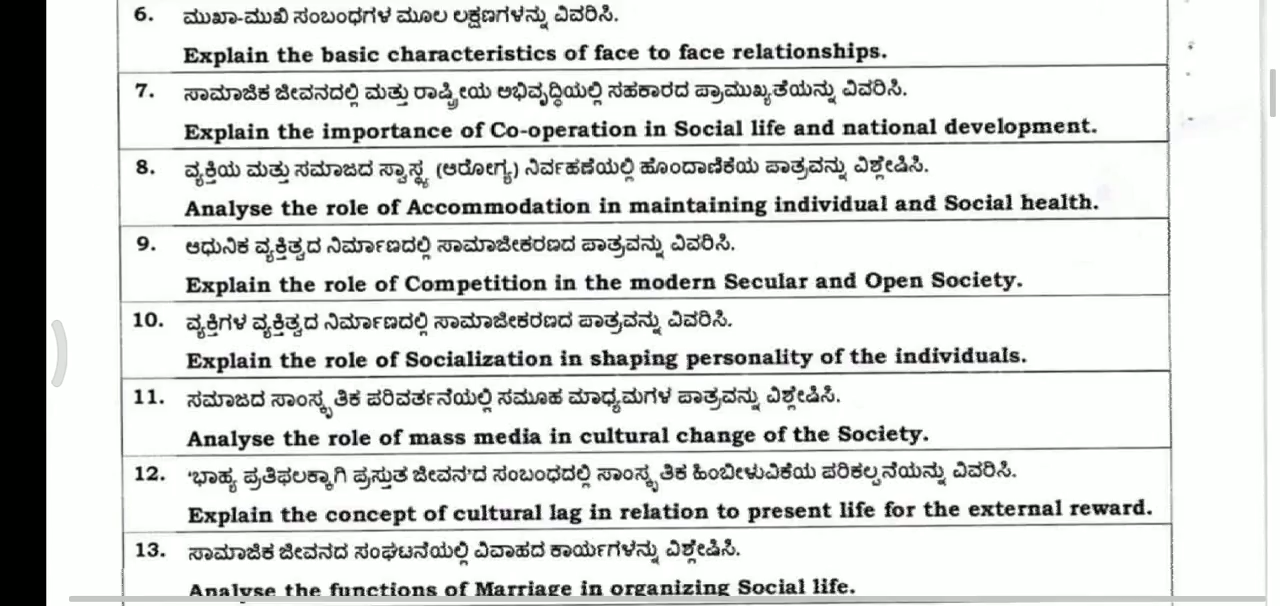 6. ಮುಖಾ-ಮುಖಿ ಸಂಬಂಧಗಳ ಮೂಲ ಲಕ್ಷಣಗಳನ್ನು ವಿವರಿಸಿ.
Explain the basic characteristics of face to face relationships.
7. ಸಾಮಾಜಿಕ ಜೀವನದಲ್ಲಿ ಮತ್ತು ರಾಷ್ಟ್ರೀಯ ಅಭಿವೃದ್ಧಿಯಲ್ಲಿ ಸಹಕಾರದ ಪ್ರಾಮುಖ್ಯತೆಯನ್ನು ವಿವರಿಸಿ.
Explain the importance of Co-operation in Social life and national development.
8. ವ್ಯಕ್ತಿಯ ಮತ್ತು ಸಮಾಜದ ಸ್ವಾಸ್ಥ್ಯ (ಆರೋಗ್ಯ) ನಿರ್ವಹಣೆಯಲ್ಲಿ ಹೊಂದಾಣಿಕೆಯ ಪಾತ್ರವನ್ನು ವಿಶ್ಲೇಷಿಸಿ.
Analyse the role of Accommodation in maintaining individual and Social health.
9. ಆಧುನಿಕ ವ್ಯಕ್ತಿತ್ವದ ನಿರ್ಮಾಣದಲ್ಲಿ ಸಾಮಾಜೀಕರಣದ ಪಾತ್ರವನ್ನು ವಿವರಿಸಿ.
Explain the role of Competition in the modern Secular and Open Society.
10. ವ್ಯಕ್ತಿಗಳ ವ್ಯಕ್ತಿತ್ವದ ನಿರ್ಮಾಣದಲ್ಲಿ ಸಾಮಾಜೀಕರಣದ ಪಾತ್ರವನ್ನು ವಿವರಿಸಿ.
Explain the role of Socialization in shaping personality of the individuals.
11. ಸಮಾಜದ ಸಾಂಸ್ಕೃತಿಕ ಪರಿವರ್ತನೆಯಲ್ಲಿ ಸಮೂಹ ಮಾಧ್ಯಮಗಳ ಪಾತ್ರವನ್ನು ವಿಶ್ಲೇಷಿಸಿ.
Analyse the role of mass media in cultural change of the Society.
12. 'ಭಾಹ್ಯ ಪ್ರತಿಫಲಕ್ಕಾಗಿ ಪ್ರಸ್ತುತ ಜೀವನ'ದ ಸಂಬಂಧದಲ್ಲಿ ಸಾಂಸ್ಕೃತಿಕ ಹಿಂಬೀಳುವಿಕೆಯ ಪರಿಕಲ್ಪನೆಯನ್ನು ವಿವರಿಸಿ.
Explain the concept of cultural lag in relation to present life for the external reward.
13. ಸಾಮಾಜಿಕ ಜೀವನದ ಸಂಘಟನೆಯಲ್ಲಿ ವಿವಾಹದ ಕಾರ್ಯಗಳನ್ನು ವಿಶ್ಲೇಷಿಸಿ.
Analyse the functions of Marriage in organizing Social life.